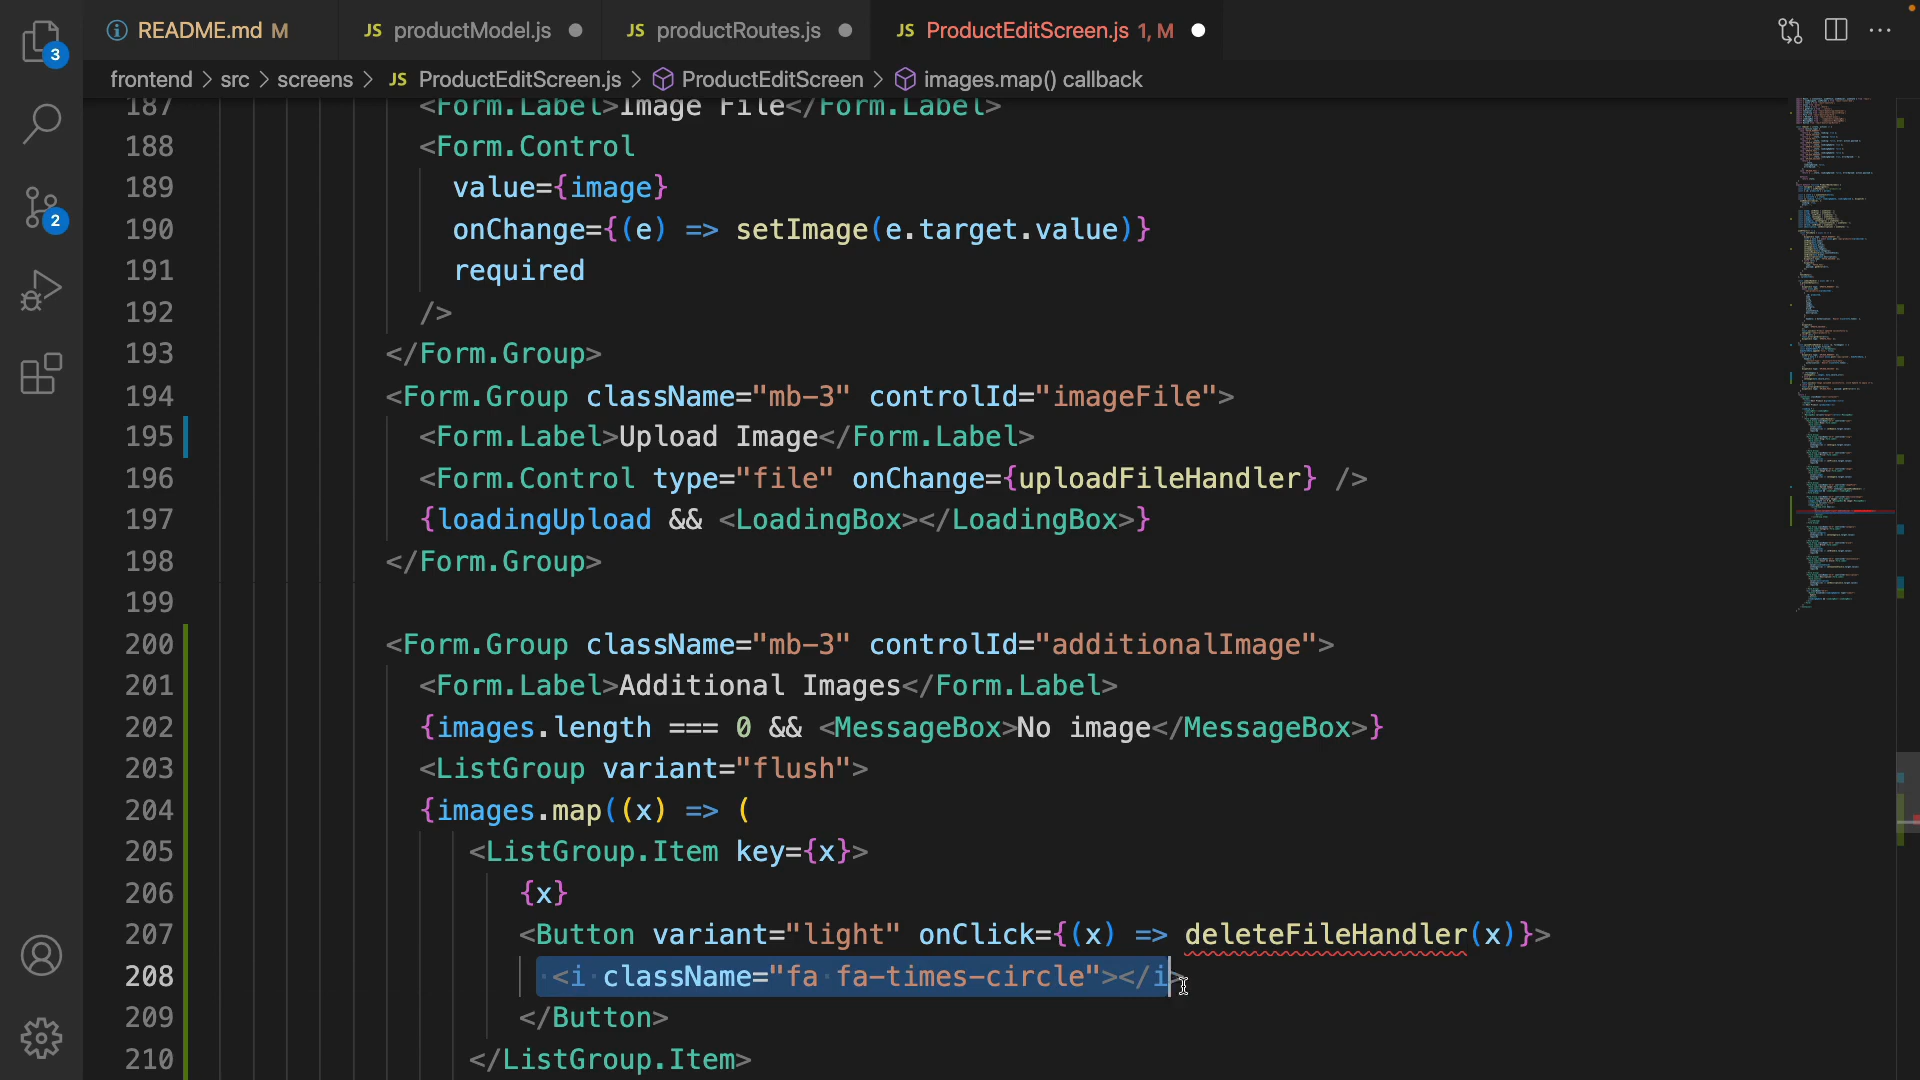 README.md M JS productModel.js JS productRoutes.js JS ProductEditScreen.js 1, M
frontend > src > screens > JS ProductEditScreen.js > ProductEditScreen > images.map() callback
3
2
187 <Form.Label>Image File</Form.Label>
188 <Form.Control
189 value={image}
190 onChange={(e) => setImage(e.target.value)}
191 required
192 />
193 </Form.Group>
194 <Form.Group className="mb-3" controlId="imageFile">
195 <Form.Label>Upload Image</Form.Label>
196 <Form.Control type="file" onChange={uploadFileHandler} />
197 {loadingUpload && <LoadingBox></LoadingBox>}
198 </Form.Group>
199
200 <Form.Group className="mb-3" controlId="additionalImage">
201 <Form.Label>Additional Images</Form.Label>
202 {images.length === 0 && <MessageBox>No image</MessageBox>}
203 <ListGroup variant="flush">
204 {images.map((x) => (
205 <ListGroup.Item key={x}>
206 {x}
207 <Button variant="light" onClick={(x) => deleteFileHandler(x)}>
208 <i className="fa fa-times-circle"></i>
209 </Button>
210 </ListGroup.Item>